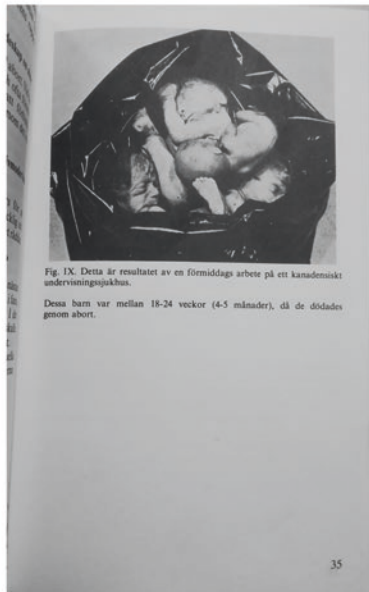 Fig. IX. Detta är resultatet av en förmiddags arbete på ett kanadensiskt
undervisningssjukhus.
Dessa barn var mellan 18-24 veckor (4-5 månader), då de dödades
genom abort.
35